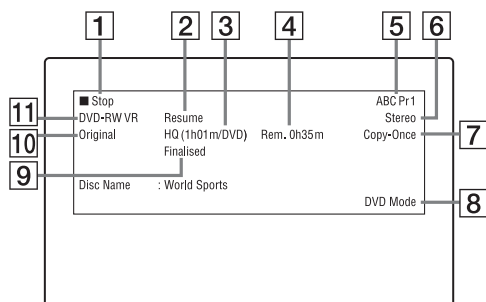 1 2 3 4 5 6
■ Stop ABC Pr1
11 DVD-RW VR Resume Stereo
10 Original HQ (1h01m/DVD) Rem. 0h35m Copy-Once 7
9 Finalised
Disc Name : World Sports
DVD Mode 8